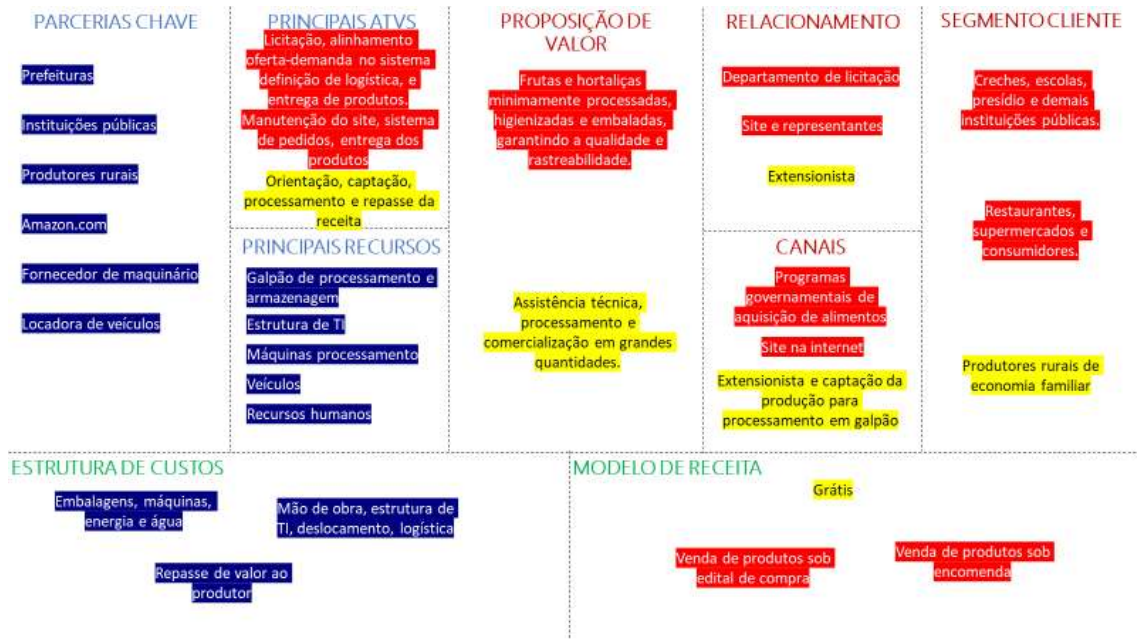 PARCERIAS CHAVE
Prefeituras
Instituições públicas
Produtores rurais
Amazon.com
Fornecedor de maquinário
Locadora de veículos
PRINCIPAIS ATVS
Licitação, alinhamento
oferta-demanda no sistema
definição de logística, e
entrega de produtos.
Manutenção do site, sistema
de pedidos, entrega dos
produtos
Orientação, captação,
processamento e repasse da
receita
PRINCIPAIS RECURSOS
Galpão de processamento e
armazenagem
Estrutura de TI
Máquinas processamento
Veículos
Recursos humanos
PROPOSIÇÃO DE
VALOR
Frutas e hortaliças
minimamente processadas,
higienizadas e embaladas,
garantindo a qualidade e
rastreabilidade.
Assistência técnica,
processamento e
comercialização em grandes
quantidades.
RELACIONAMENTO
Departamento de licitação
Site e representantes
Extensionista
CANAIS
Programas
governamentais de
aquisição de alimentos
Site na internet
Extensionista e captação da
produção para
processamento em galpão
SEGMENTO CLIENTE
Creches, escolas,
presídio e demais
instituições públicas.
Restaurantes,
supermercados e
consumidores.
Produtores rurais de
economia familiar
ESTRUTURA DE CUSTOS
Embalagens, máquinas,
energia e água
Mão de obra, estrutura de
TI, deslocamento, logística
Repasse de valor ao
produtor
MODELO DE RECEITA
Grátis
Venda de produtos sob
edital de compra
Venda de produtos sob
encomenda